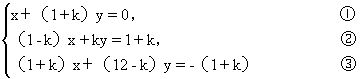 x+（1+k）y=0，①
（1-k）x+ky=1+k，②
（1+k）x+（12-k）y=-（1+k）③